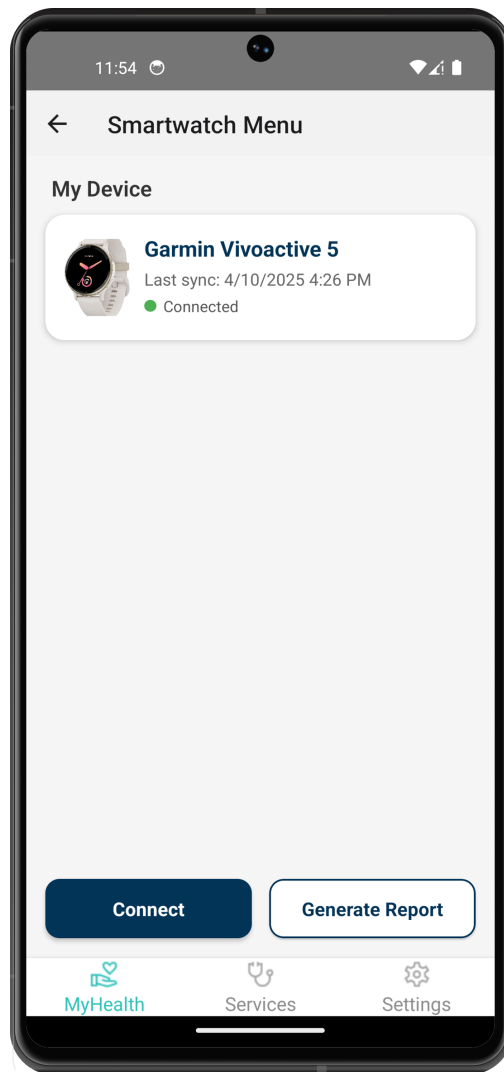 11:54
Smartwatch Menu
My Device
Garmin Vivoactive 5
Last sync: 4/10/2025 4:26 PM
Connected
Connect
Generate Report
MyHealth
Services
Settings